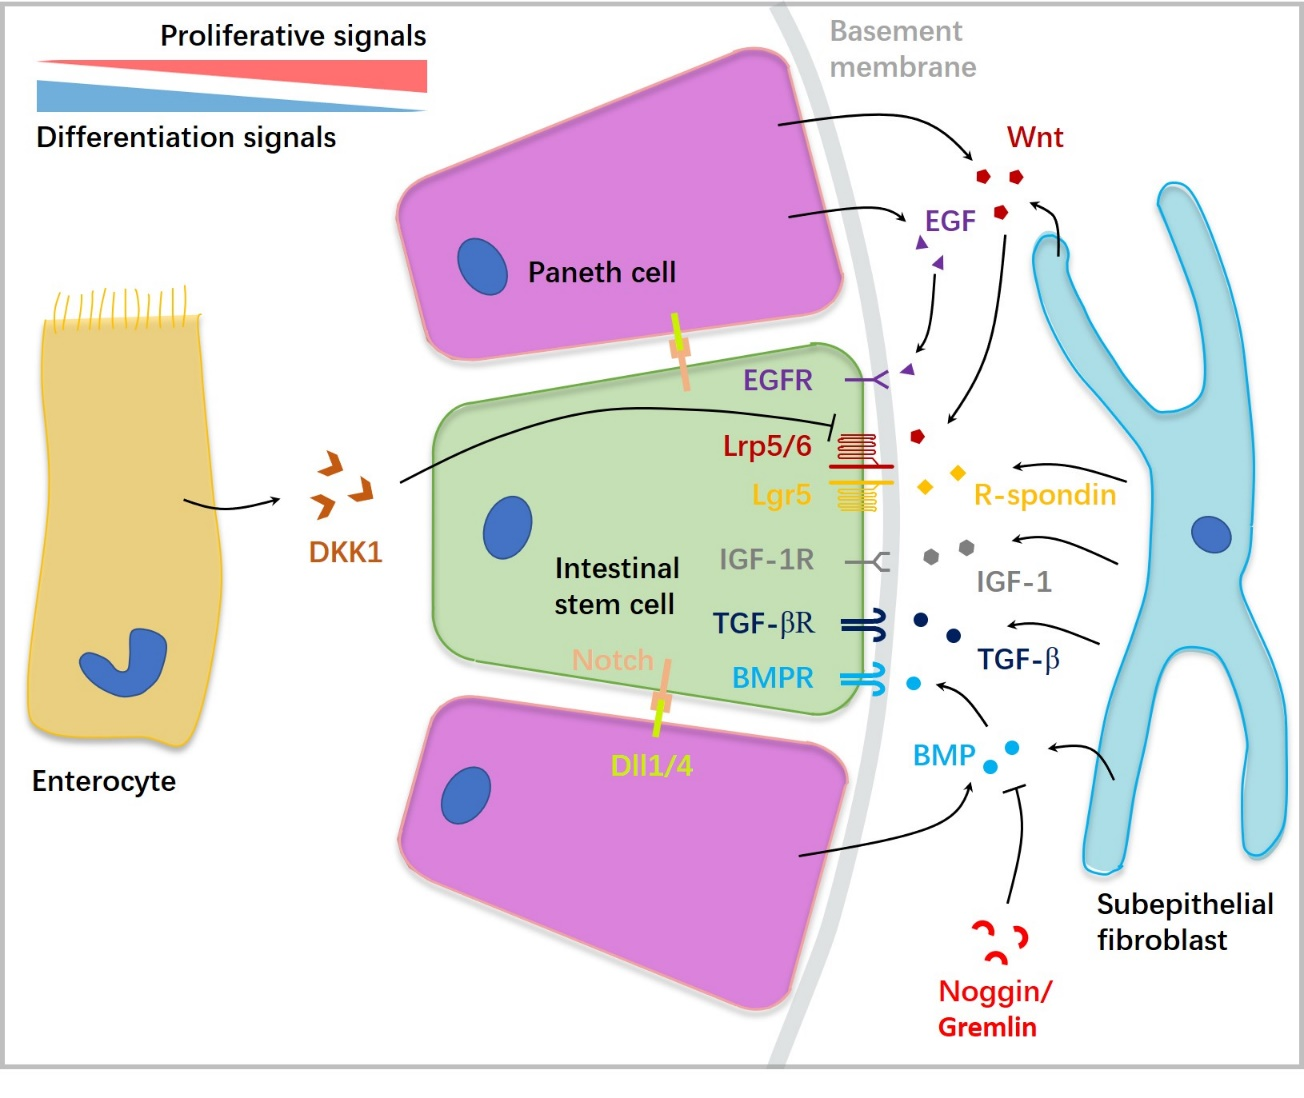 Proliferative signals
Differentiation signals
Basement
membrane
Wnt
EGF
Paneth cell
EGFR
Lrp5/6
Lgr5
R-spondin
DKK1
IGF-1R
IGF-1
Intestinal
stem cell
TGF-βR
TGF-β
Notch
BMPR
BMP
Dll1/4
Enterocyte
Subepithelial
fibroblast
Noggin/
Gremlin